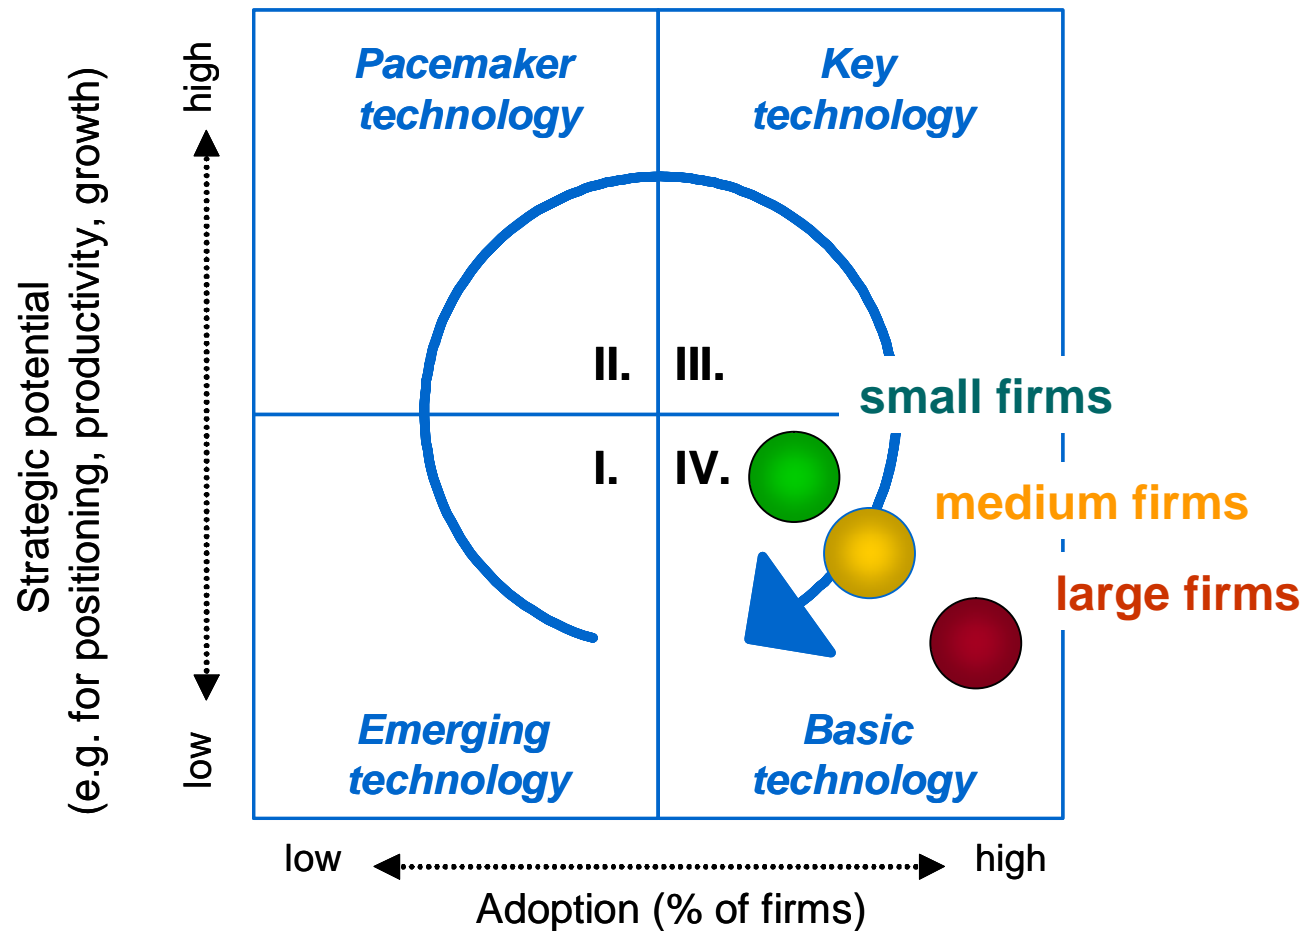 Pacemaker
technology
Key
technology
high
Strategic potential
(e.g. for positioning, productivity, growth)
II.
III.
small firms
I.
IV.
medium firms
large firms
low
Emerging
technology
Basic
technology
low
high
Adoption (% of firms)